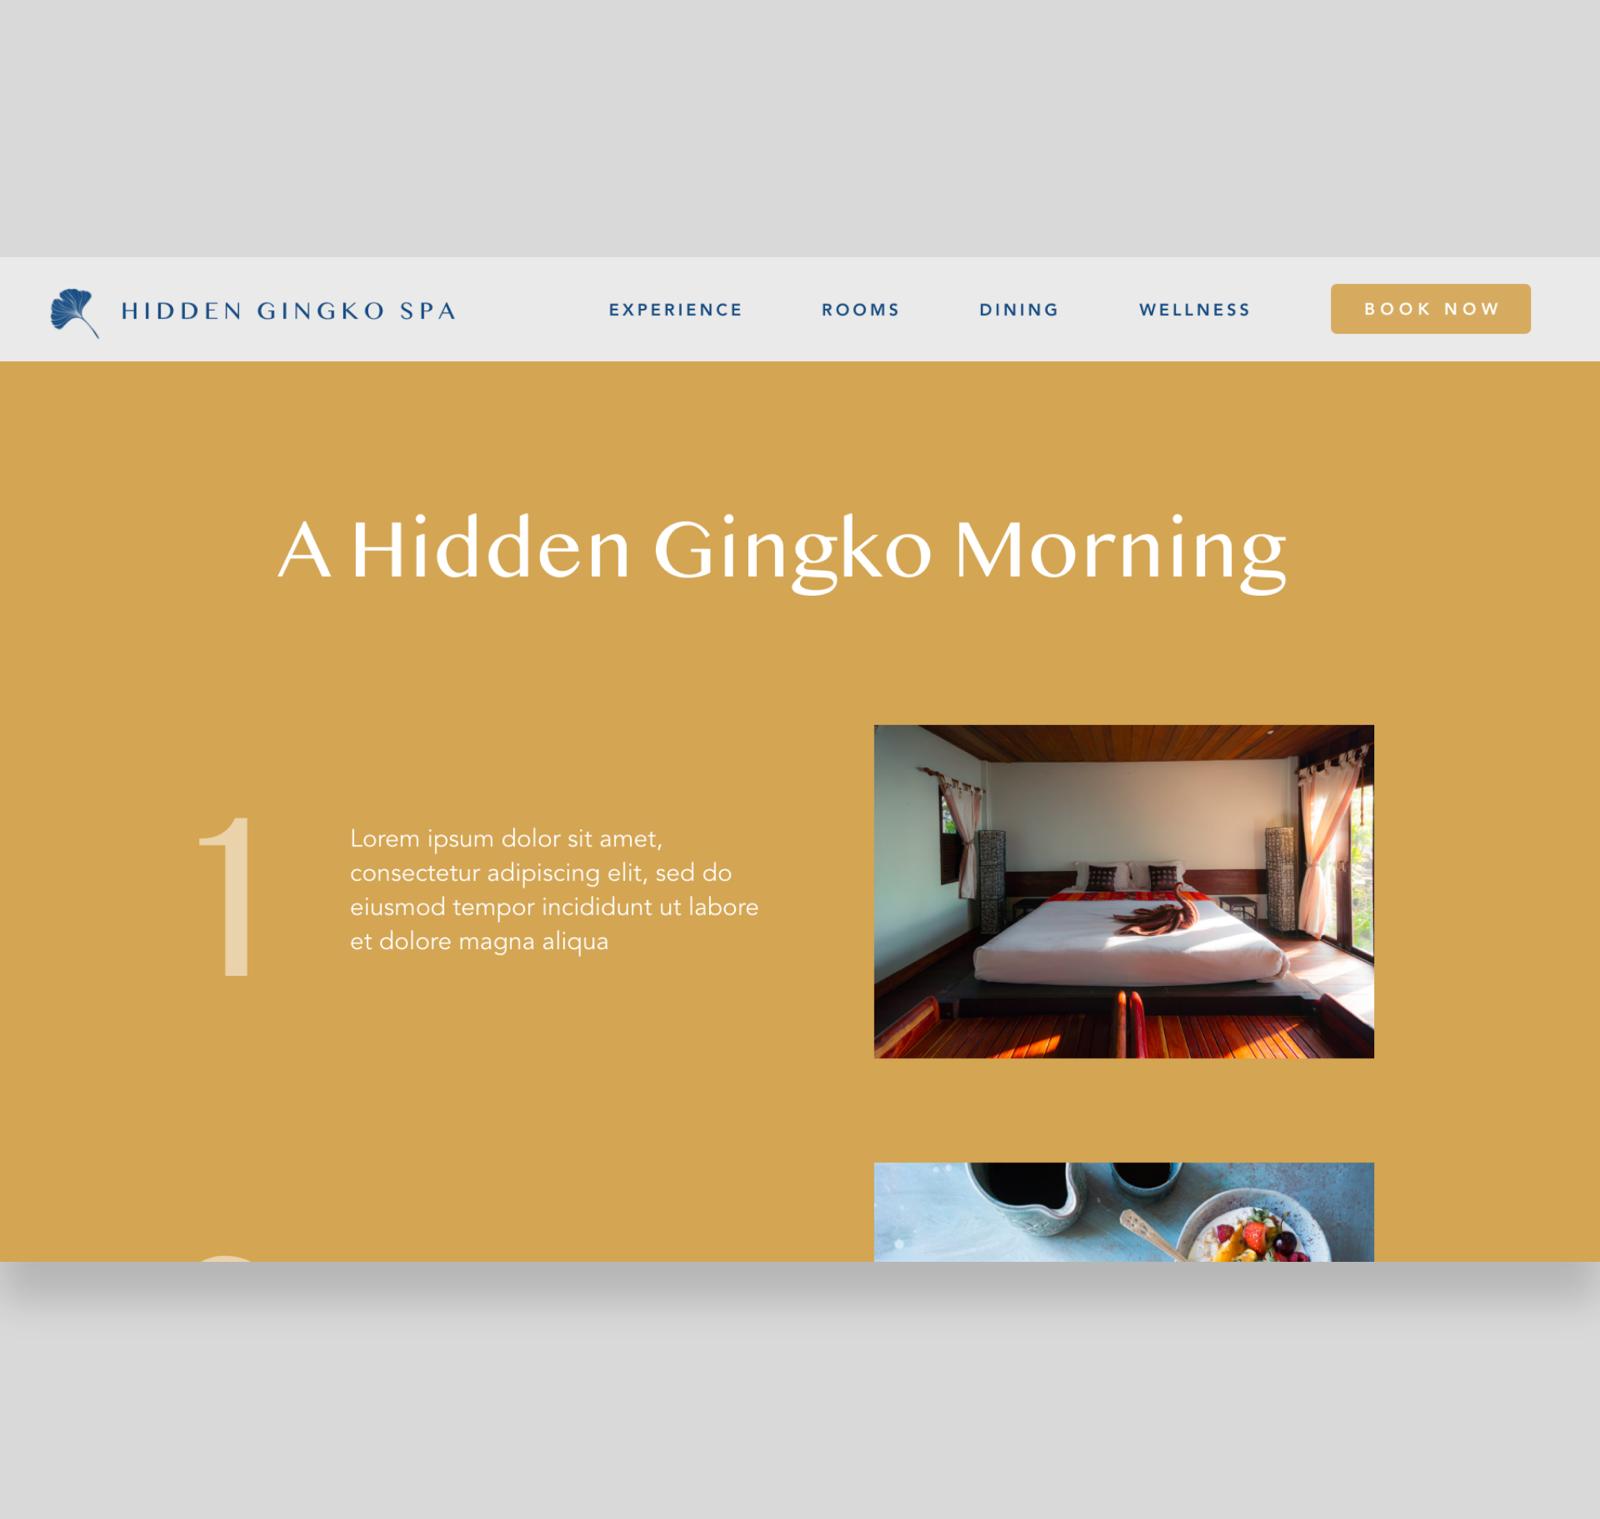 HIDDEN GINGKO SPA
EXPERIENCE
ROOMS
DINING
WELLNESS
BOOK NOW
A Hidden Gingko Morning
1
Lorem ipsum dolor sit amet,
consectetur adipiscing elit, sed do
eiusmod tempor incididunt ut labore
et dolore magna aliqua